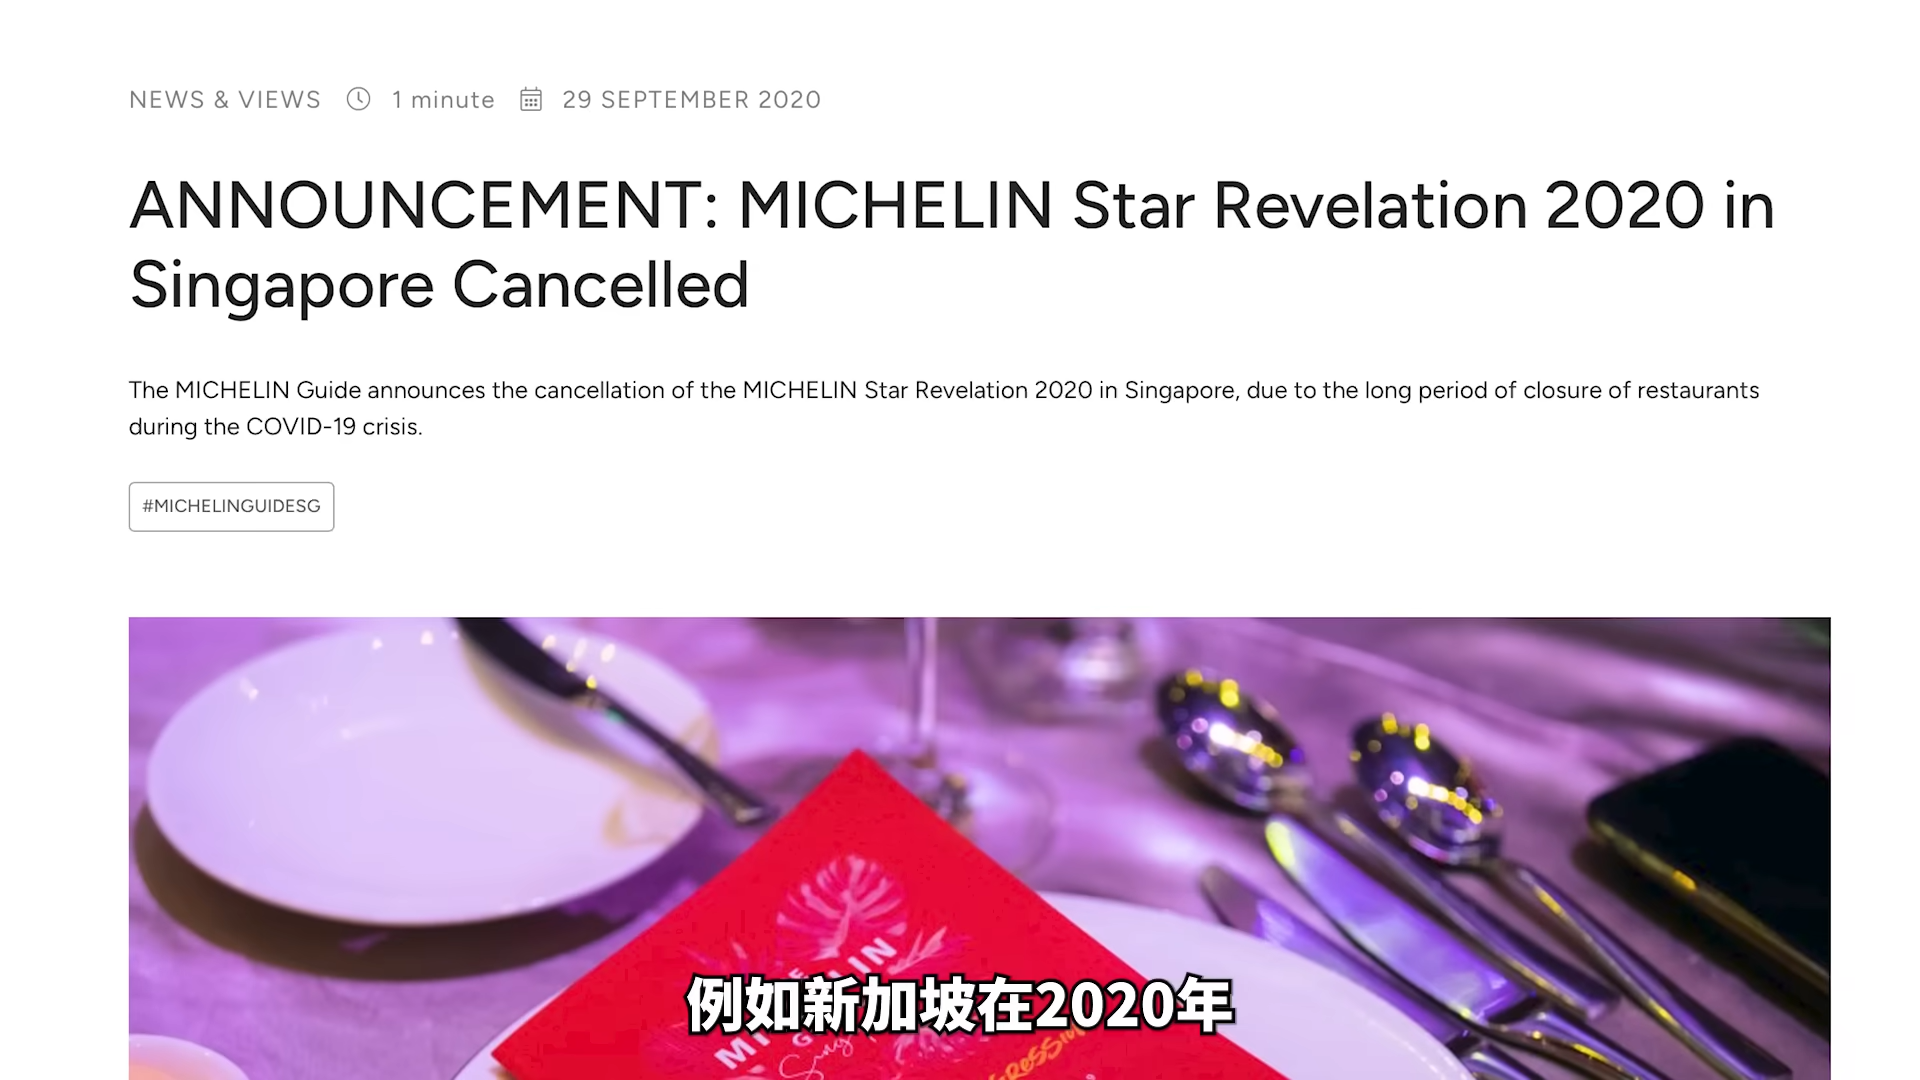 NEWS & VIEWS 1 minute 29 SEPTEMBER 2020
ANNOUNCEMENT: MICHELIN Star Revelation 2020 in
Singapore Cancelled
The MICHELIN Guide announces the cancellation of the MICHELIN Star Revelation 2020 in Singapore, due to the long period of closure of restaurants
during the COVID-19 crisis.
#MICHELINGUIDESG
例如新加坡在2020年